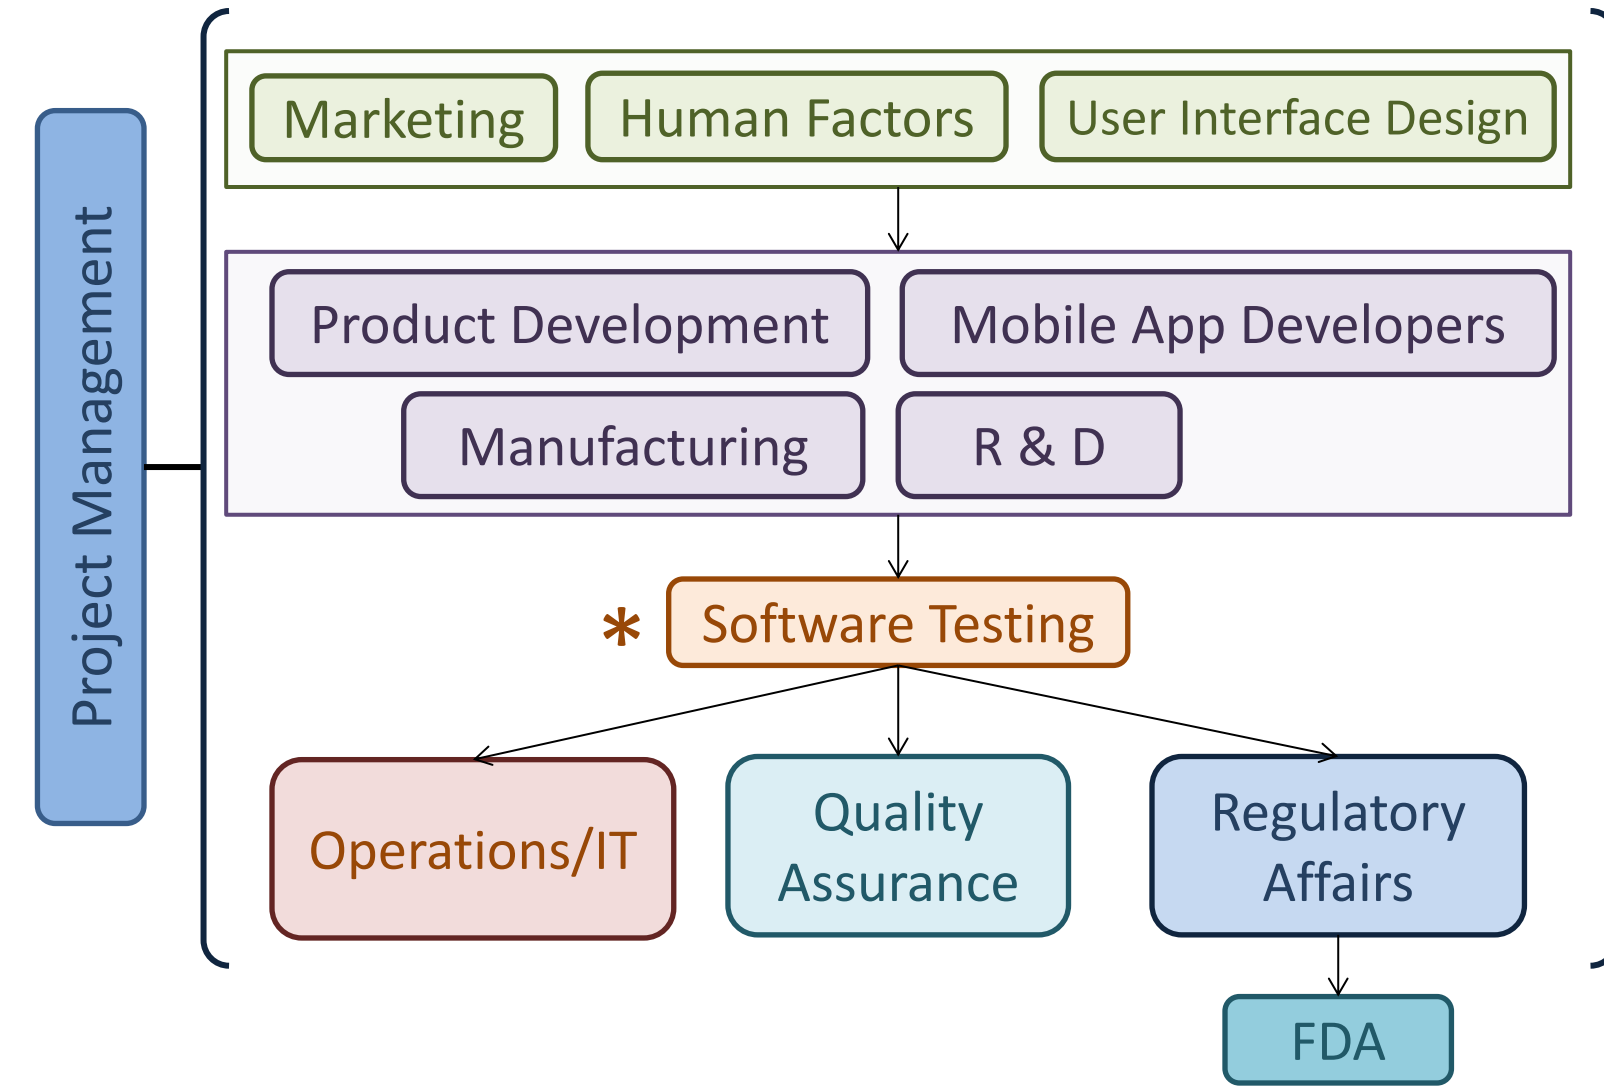 Project Management
Marketing
Human Factors
User Interface Design
Product Development
Mobile App Developers
Manufacturing
R & D
* Software Testing
Operations/IT
Quality
Assurance
Regulatory
Affairs
FDA